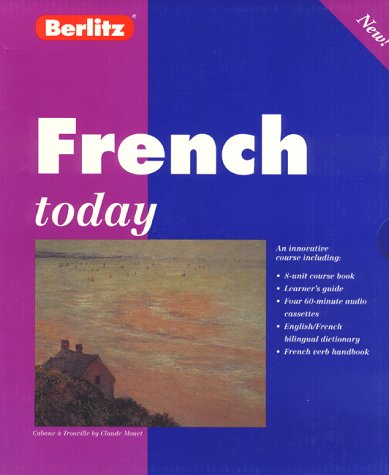 Berlitz®
New!
French
today
An innovative
course including:
• 8-unit course book
• Learner's guide
• Four 60-minute audio
cassettes
• English/French
bilingual dictionary
• French verb handbook
Cabane à Trouville by Claude Monet